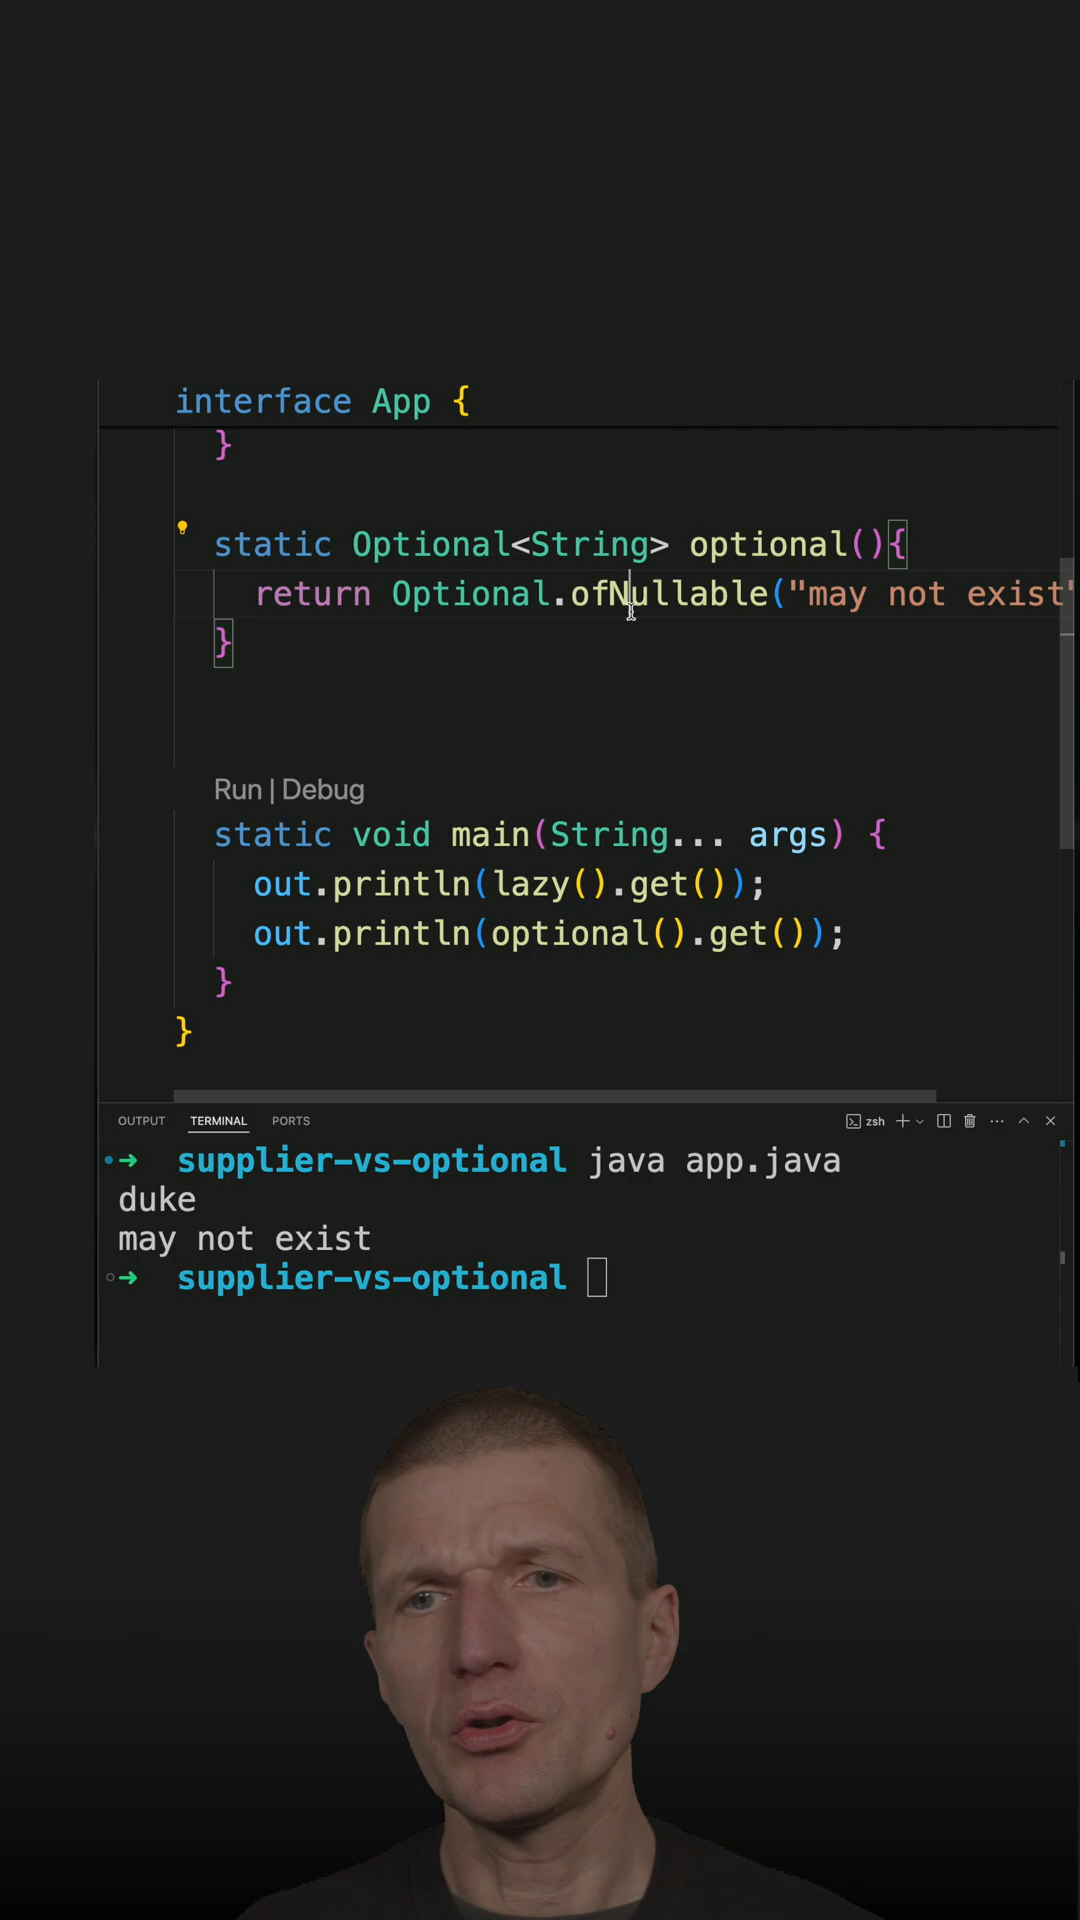 interface App {
}
static Optional<String> optional(){
return Optional.ofNullable("may not exist"
}
Run | Debug
static void main(String... args) {
out.println(lazy().get());
out.println(optional().get());
}
}
OUTPUT TERMINAL PORTS zsh
➜ supplier-vs-optional java app.java
duke
may not exist
➜ supplier-vs-optional